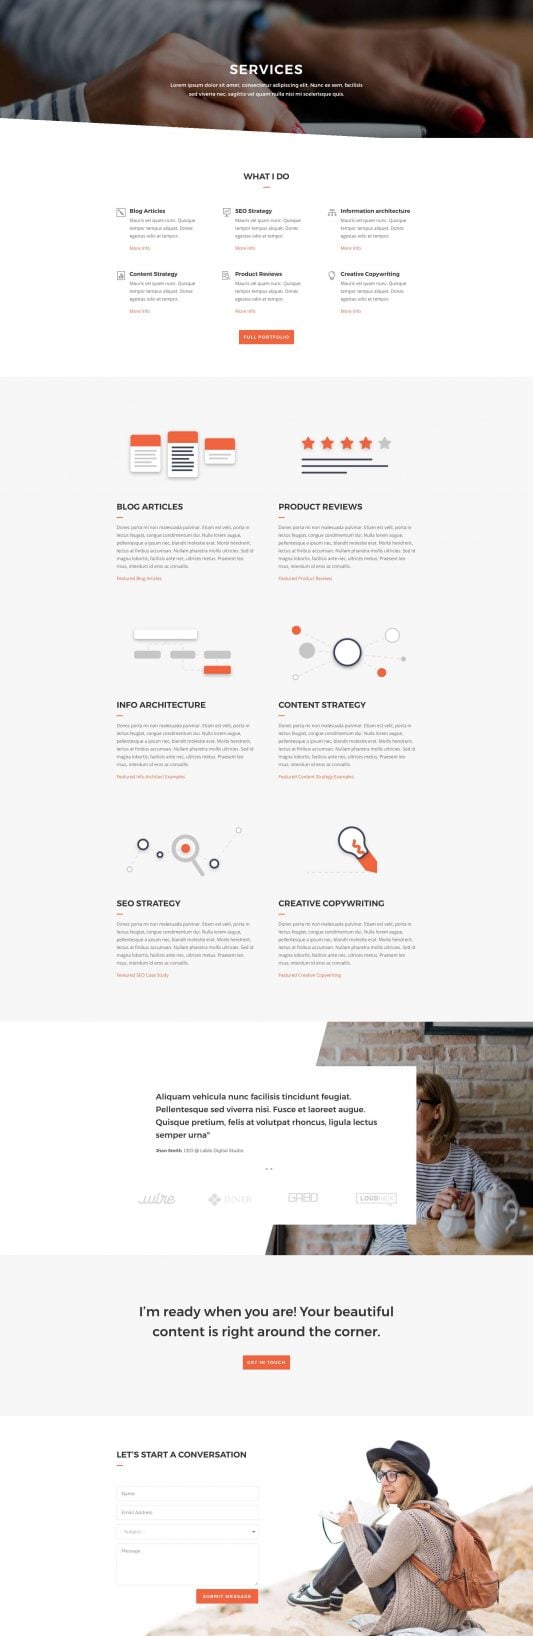 SERVICES
Lorem ipsum dolor sit amet, consectetur adipiscing elit. Nunc ex sem, facilisis
sed viverra nec, sagittis vel quam nulla nisi mi scelerisque quis.
WHAT I DO
Blog Articles
Mauris vel quam nunc. Quisque
tempor tempus aliquet. Donec
egestas odio et tempor.
More Info
SEO Strategy
Mauris vel quam nunc. Quisque
tempor tempus aliquet. Donec
egestas odio et tempor.
More Info
Information architecture
Mauris vel quam nunc. Quisque
tempor tempus aliquet. Donec
egestas odio et tempor.
More Info
Content Strategy
Mauris vel quam nunc. Quisque
tempor tempus aliquet. Donec
egestas odio et tempor.
More Info
Product Reviews
Mauris vel quam nunc. Quisque
tempor tempus aliquet. Donec
egestas odio et tempor.
More Info
Creative Copywriting
Mauris vel quam nunc. Quisque
tempor tempus aliquet. Donec
egestas odio et tempor.
More Info
FULL PORTFOLIO
BLOG ARTICLES
Donec porta mi non malesuada pulvinar. Etiam est velit, porta in
lectus feugiat, congue condimentum dui. Nulla lorem augue,
pellentesque a ipsum nec, blandit molestie erat. Morbi hendrerit,
lectus at finibus accumsan. Nullam pharetra mollis ultricies. Sed id
magna lobortis, facilisis ante nec, ultrices metus. Praesent leo
risus, interdum id eros ac convallis.
Featured Blog Articles
PRODUCT REVIEWS
Donec porta mi non malesuada pulvinar. Etiam est velit, porta in
lectus feugiat, congue condimentum dui. Nulla lorem augue,
pellentesque a ipsum nec, blandit molestie erat. Morbi hendrerit,
lectus at finibus accumsan. Nullam pharetra mollis ultricies. Sed id
magna lobortis, facilisis ante nec, ultrices metus. Praesent leo
risus, interdum id eros ac convallis.
Featured Product Reviews
INFO ARCHITECTURE
Donec porta mi non malesuada pulvinar. Etiam est velit, porta in
lectus feugiat, congue condimentum dui. Nulla lorem augue,
pellentesque a ipsum nec, blandit molestie erat. Morbi hendrerit,
lectus at finibus accumsan. Nullam pharetra mollis ultricies. Sed id
magna lobortis, facilisis ante nec, ultrices metus. Praesent leo
risus, interdum id eros ac convallis.
Featured Info Architect Examples
CONTENT STRATEGY
Donec porta mi non malesuada pulvinar. Etiam est velit, porta in
lectus feugiat, congue condimentum dui. Nulla lorem augue,
pellentesque a ipsum nec, blandit molestie erat. Morbi hendrerit,
lectus at finibus accumsan. Nullam pharetra mollis ultricies. Sed id
magna lobortis, facilisis ante nec, ultrices metus. Praesent leo
risus, interdum id eros ac convallis.
Featured Content Strategy Examples
SEO STRATEGY
Donec porta mi non malesuada pulvinar. Etiam est velit, porta in
lectus feugiat, congue condimentum dui. Nulla lorem augue,
pellentesque a ipsum nec, blandit molestie erat. Morbi hendrerit,
lectus at finibus accumsan. Nullam pharetra mollis ultricies. Sed id
magna lobortis, facilisis ante nec, ultrices metus. Praesent leo
risus, interdum id eros ac convallis.
Featured SEO Case Study
CREATIVE COPYWRITING
Donec porta mi non malesuada pulvinar. Etiam est velit, porta in
lectus feugiat, congue condimentum dui. Nulla lorem augue,
pellentesque a ipsum nec, blandit molestie erat. Morbi hendrerit,
lectus at finibus accumsan. Nullam pharetra mollis ultricies. Sed id
magna lobortis, facilisis ante nec, ultrices metus. Praesent leo
risus, interdum id eros ac convallis.
Featured Creative Copywriting
Aliquam vehicula nunc facilisis tincidunt feugiat.
Pellentesque sed viverra nisi. Fusce et laoreet augue.
Quisque pretium, felis at volutpat rhoncus, ligula lectus
semper urna"
Jhon Smith, CEO @ Labds Digital Studio
wire
INNER
GABO
LOUDNICK
I'm ready when you are! Your beautiful
content is right around the corner.
GET IN TOUCH
LET'S START A CONVERSATION
Name
Email Address
- Subject -
Message
SUBMIT MESSAGE